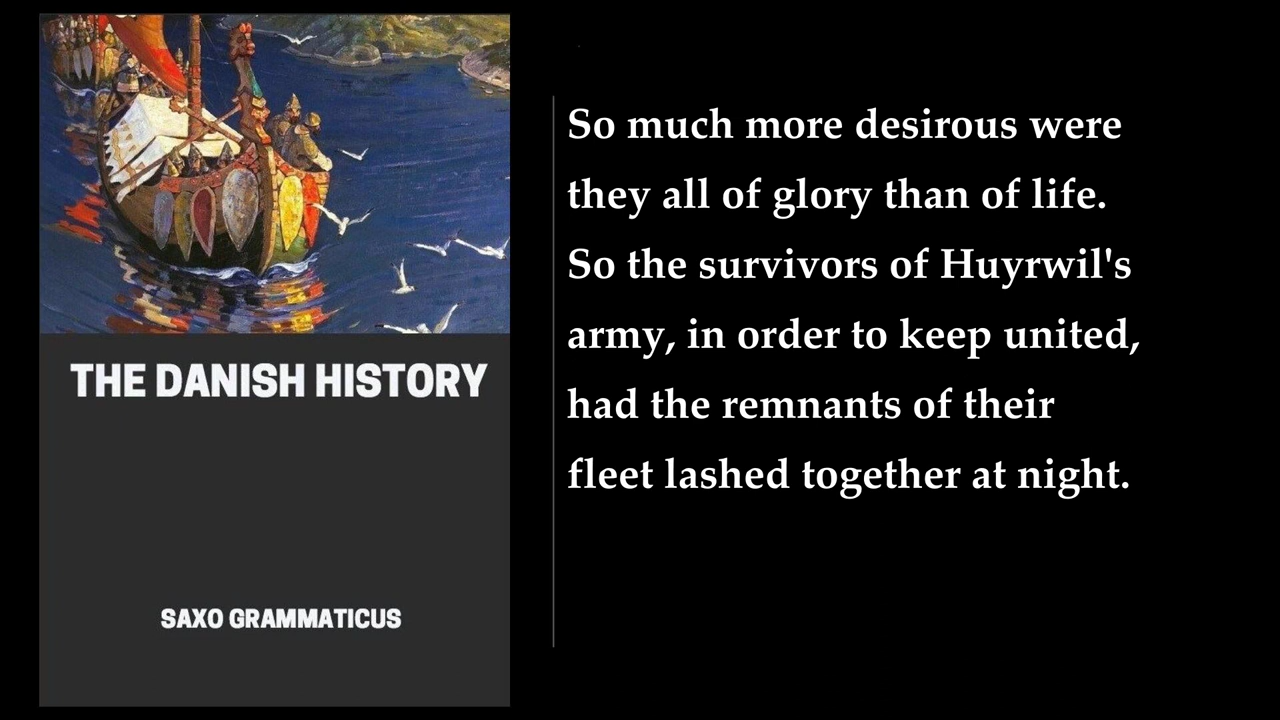 THE DANISH HISTORY
SAXO GRAMMATICUS
So much more desirous were
they all of glory than of life.
So the survivors of Huyrwil's
army, in order to keep united,
had the remnants of their
fleet lashed together at night.